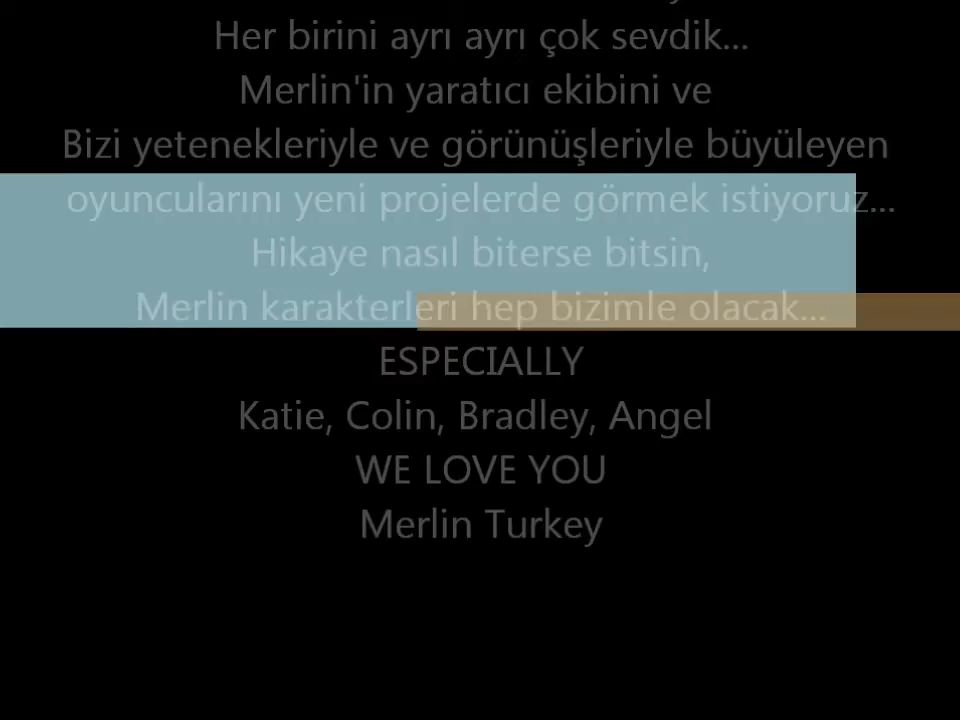 Her birini ayrı ayrı çok sevdik...
Merlin'in yaratıcı ekibini ve
Bizi yetenekleriyle ve görünüşleriyle büyüleyen
oyuncularını yeni projelerde görmek istiyoruz...
Hikaye nasıl biterse bitsin,
Merlin karakterleri hep bizimle olacak...
ESPECIALLY
Katie, Colin, Bradley, Angel
WE LOVE YOU
Merlin Turkey